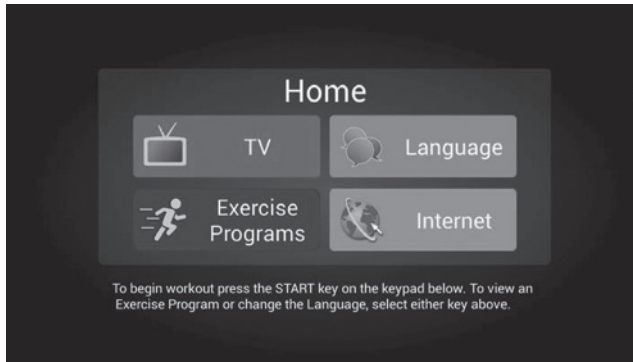 Home
TV
Language
Exercise
Programs
Internet
To begin workout press the START key on the keypad below. To view an
Exercise Program or change the Language, select either key above.